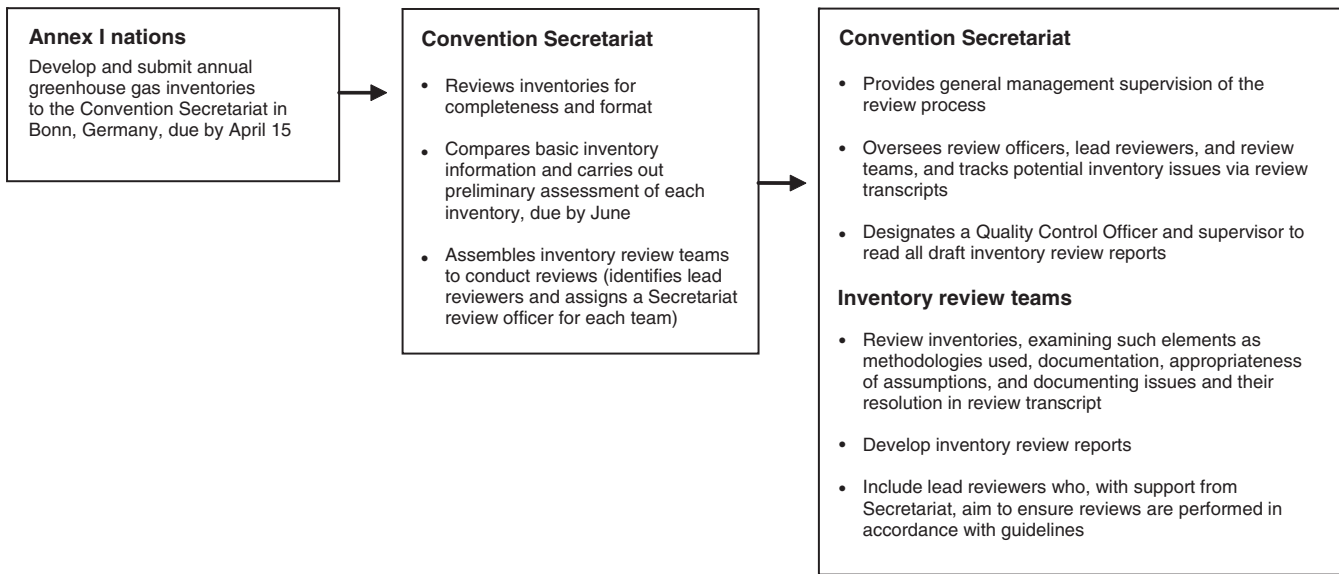 Annex I nations
Develop and submit annual
greenhouse gas inventories
to the Convention Secretariat in
Bonn, Germany, due by April 15
Convention Secretariat
• Reviews inventories for
completeness and format
• Compares basic inventory
information and carries out
preliminary assessment of each
inventory, due by June
• Assembles inventory review teams
to conduct reviews (identifies lead
reviewers and assigns a Secretariat
review officer for each team)
Convention Secretariat
• Provides general management supervision of the
review process
• Oversees review officers, lead reviewers, and review
teams, and tracks potential inventory issues via review
transcripts
• Designates a Quality Control Officer and supervisor to
read all draft inventory review reports
Inventory review teams
• Review inventories, examining such elements as
methodologies used, documentation, appropriateness
of assumptions, and documenting issues and their
resolution in review transcript
• Develop inventory review reports
• Include lead reviewers who, with support from
Secretariat, aim to ensure reviews are performed in
accordance with guidelines